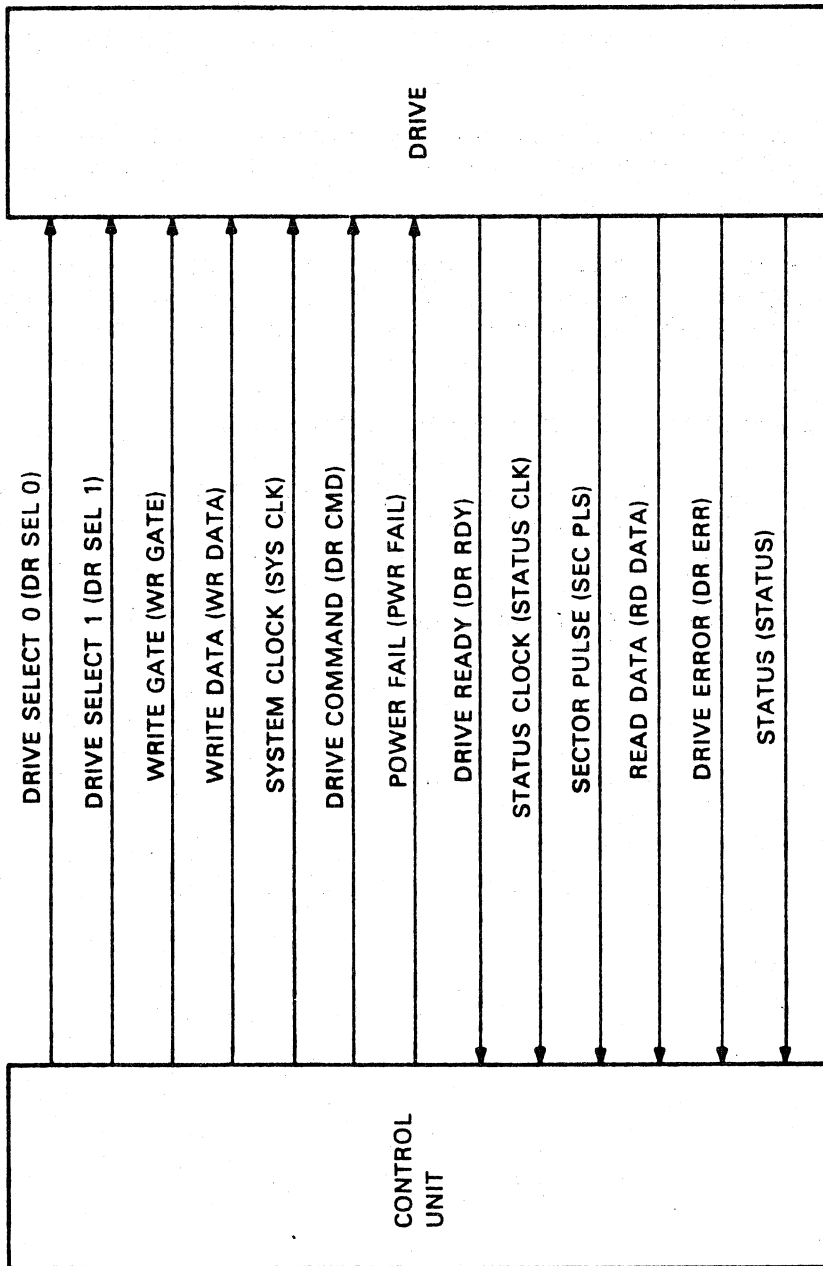 DRIVE
DRIVE SELECT 0 (DR SEL 0)
DRIVE SELECT 1 (DR SEL 1)
WRITE GATE (WR GATE)
WRITE DATA (WR DATA)
SYSTEM CLOCK (SYS CLK)
DRIVE COMMAND (DR CMD)
POWER FAIL (PWR FAIL)
DRIVE READY (DR RDY)
STATUS CLOCK (STATUS CLK)
SECTOR PULSE (SEC PLS)
READ DATA (RD DATA)
DRIVE ERROR (DR ERR)
STATUS (STATUS)
CONTROL
UNIT